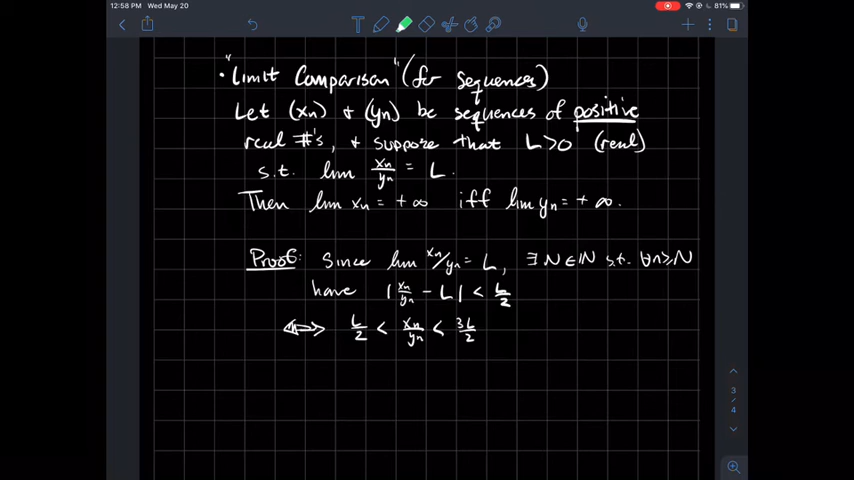 12:58 PM Wed May 20
81%
• "Limit Comparison" (for sequences)
Let (xn) & (yn) be sequences of positive
real #'s, & suppose that L>0 (real)
s.t. lim xn/yn = L.
Then lim xn = +∞ iff lim yn = +∞.
Proof: Since lim xn/yn = L, ∃ N ∈ ℕ s.t. ∀n≥N
have |xn/yn - L| < L/2
⟺ L/2 < xn/yn < 3L/2
3
/
4